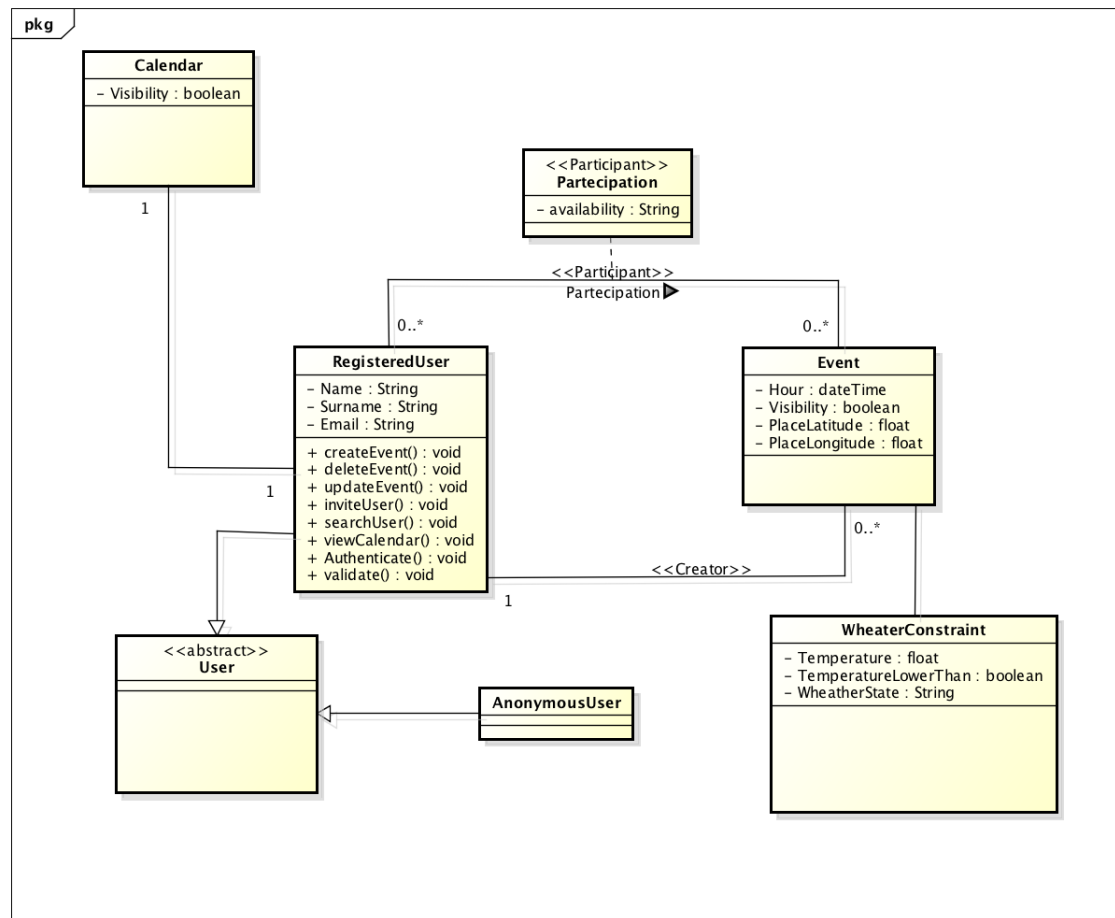 pkg
Calendar
- Visibility : boolean
1
<<Participant>>
Partecipation
- availability : String
<<Participant>>
Partecipation
0..*
0..*
RegisteredUser
- Name : String
- Surname : String
- Email : String
+ createEvent() : void
+ deleteEvent() : void
+ updateEvent() : void
+ inviteUser() : void
+ searchUser() : void
+ viewCalendar() : void
+ Authenticate() : void
+ validate() : void
Event
- Hour : dateTime
- Visibility : boolean
- PlaceLatitude : float
- PlaceLongitude : float
1
0..*
<<Creator>>
1
<<abstract>>
User
AnonymousUser
WheaterConstraint
- Temperature : float
- TemperatureLowerThan : boolean
- WheatherState : String